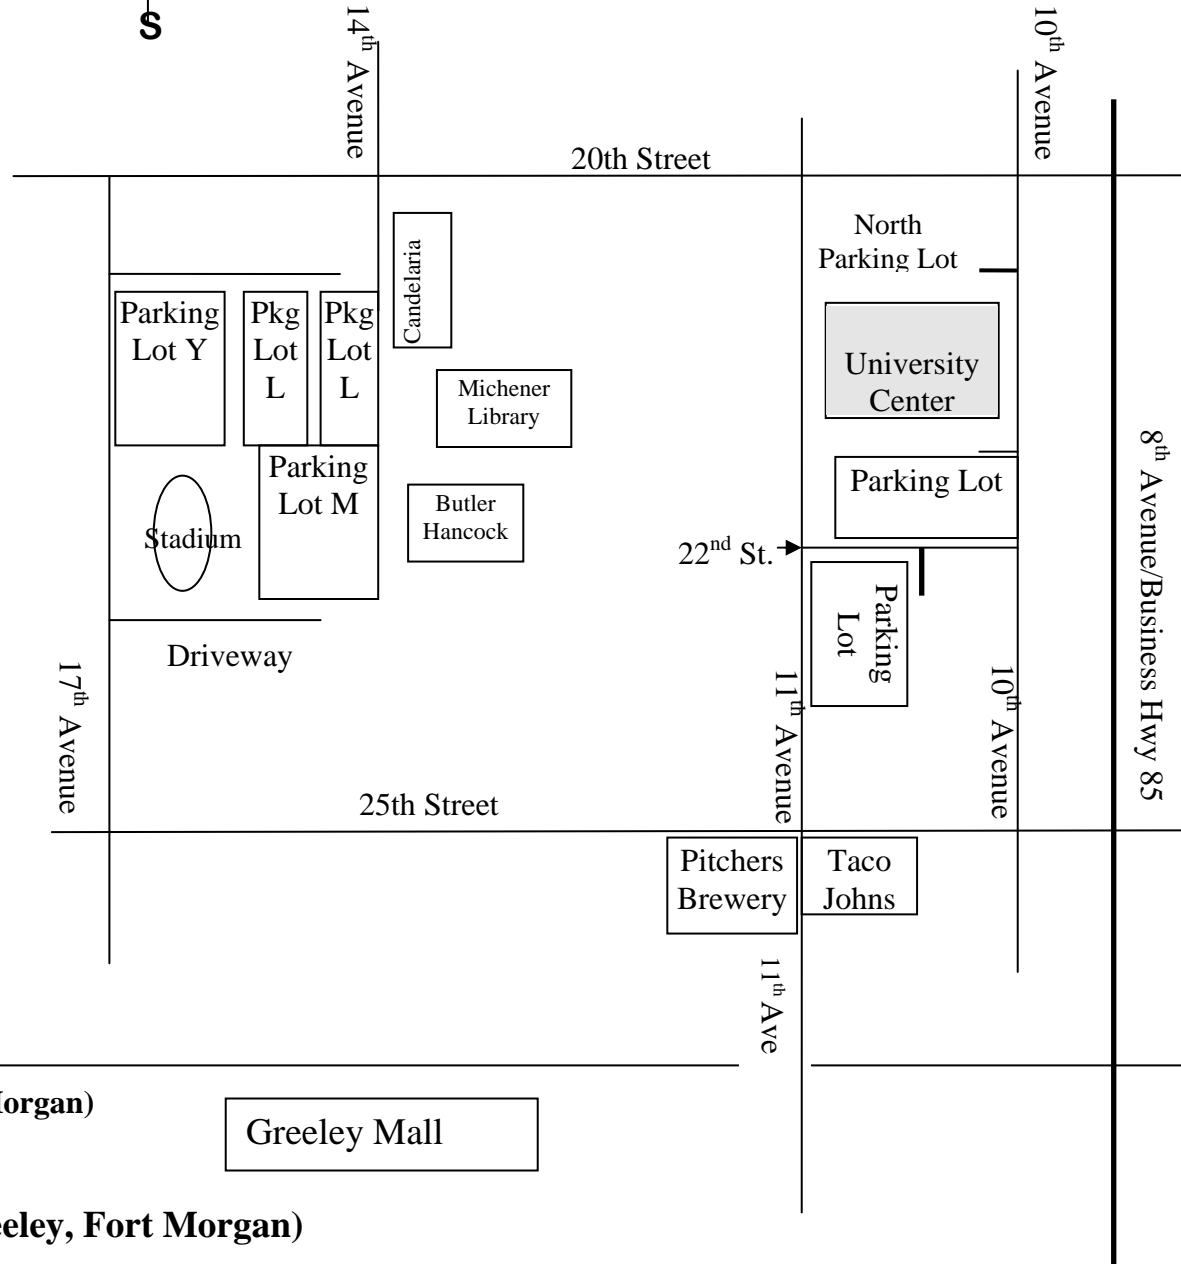 S
14th Avenue
10th Avenue
20th Street
North
Parking Lot
Candelaria
Parking
Lot Y
Pkg
Lot
L
Pkg
Lot
L
University
Center
Michener
Library
8th Avenue/Business Hwy 85
Parking
Lot M
Parking Lot
Butler
Hancock
Stadium
22nd St.
Parking
Lot
Driveway
17th Avenue
11th Avenue
10th Avenue
25th Street
Pitchers
Brewery
Taco
Johns
11th Ave
Morgan)
Greeley Mall
eeley, Fort Morgan)